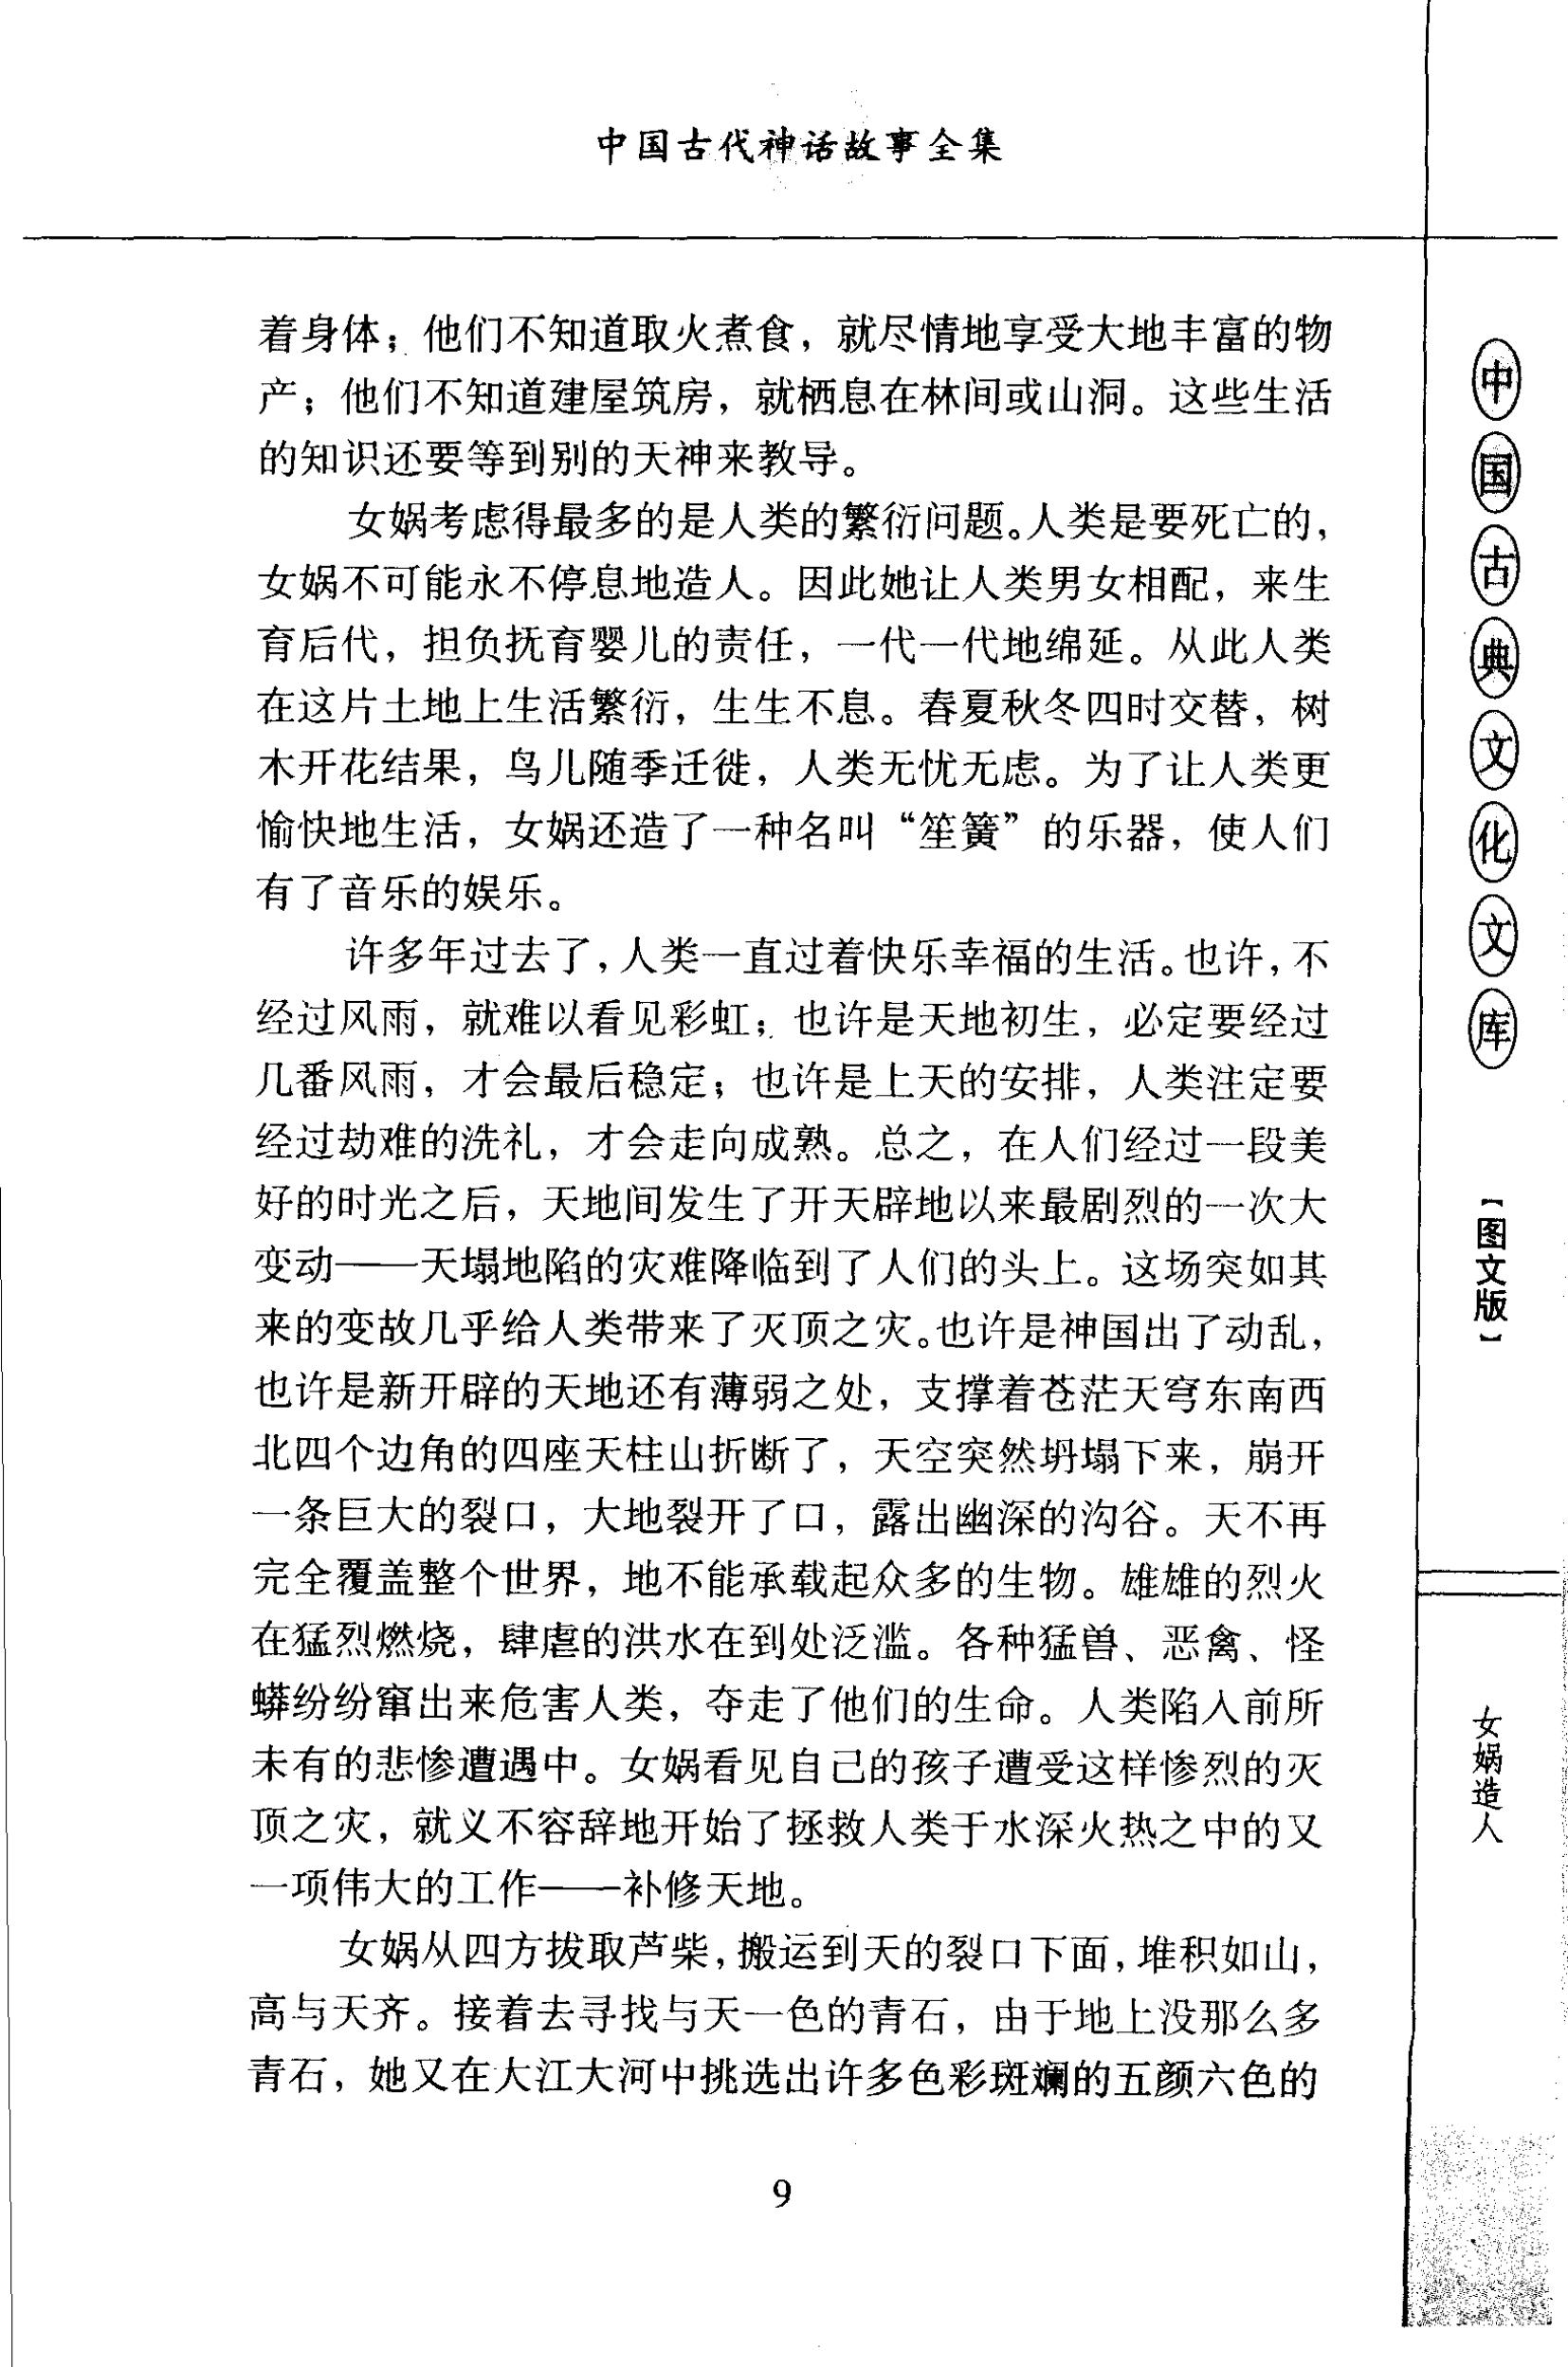 中国古代神话故事全集
着身体；他们不知道取火煮食，就尽情地享受大地丰富的物
产；他们不知道建屋筑房，就栖息在林间或山洞。这些生活
的知识还要等到别的天神来教导。
女娲考虑得最多的是人类的繁衍问题。人类是要死亡的，
女娲不可能永不停息地造人。因此她让人类男女相配，来生
育后代，担负抚育婴儿的责任，一代一代地绵延。从此人类
在这片土地上生活繁衍，生生不息。春夏秋冬四时交替，树
木开花结果，鸟儿随季迁徙，人类无忧无虑。为了让人类更
愉快地生活，女娲还造了一种名叫“笙簧”的乐器，使人们
有了音乐的娱乐。
许多年过去了，人类一直过着快乐幸福的生活。也许，不
经过风雨，就难以看见彩虹；也许是天地初生，必定要经过
几番风雨，才会最后稳定；也许是上天的安排，人类注定要
经过劫难的洗礼，才会走向成熟。总之，在人们经过一段美
好的时光之后，天地间发生了开天辟地以来最剧烈的一次大
变动——天塌地陷的灾难降临到了人们的头上。这场突如其
来的变故几乎给人类带来了灭顶之灾。也许是神国出了动乱，
也许是新开辟的天地还有薄弱之处，支撑着苍茫天穹东南西
北四个边角的四座天柱山折断了，天空突然坍塌下来，崩开
一条巨大的裂口，大地裂开了口，露出幽深的沟谷。天不再
完全覆盖整个世界，地不能承载起众多的生物。雄雄的烈火
在猛烈燃烧，肆虐的洪水在到处泛滥。各种猛兽、恶禽、怪
蟒纷纷窜出来危害人类，夺走了他们的生命。人类陷入前所
未有的悲惨遭遇中。女娲看见自己的孩子遭受这样惨烈的灭
顶之灾，就义不容辞地开始了拯救人类于水深火热之中的又
一项伟大的工作——补修天地。
女娲从四方拔取芦柴，搬运到天的裂口下面，堆积如山，
高与天齐。接着去寻找与天一色的青石，由于地上没那么多
青石，她又在大江大河中挑选出许多色彩斑斓的五颜六色的
9
中国古典文化文库
【图文版】
女娲造人